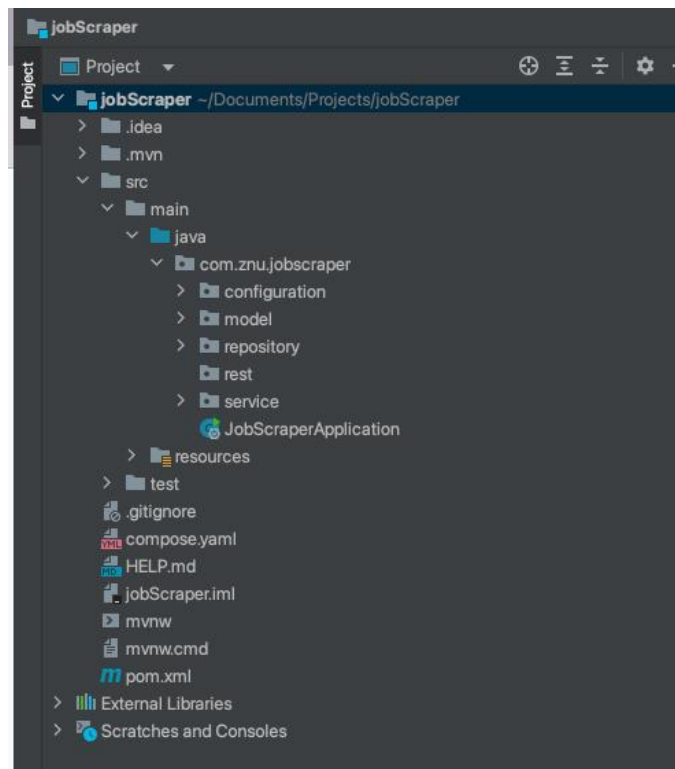 jobScraper
Project
Project
jobScraper ~/Documents/Projects/jobScraper
.idea
.mvn
src
main
java
com.znu.jobscraper
configuration
model
repository
rest
service
JobScraperApplication
resources
test
.gitignore
compose.yaml
HELP.md
jobScraper.iml
mvnw
mvnw.cmd
pom.xml
External Libraries
Scratches and Consoles